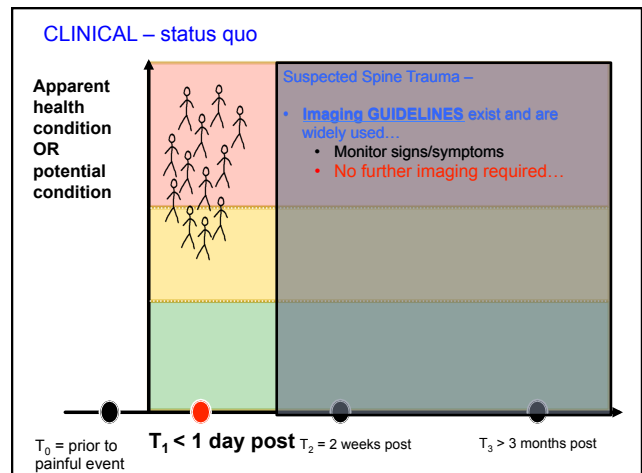 CLINICAL – status quo
Apparent
health
condition
OR
potential
condition
Suspected Spine Trauma –
• Imaging GUIDELINES exist and are
widely used…
• Monitor signs/symptoms
• No further imaging required…
T0 = prior to
painful event
T1 < 1 day post
T2 = 2 weeks post
T3 > 3 months post